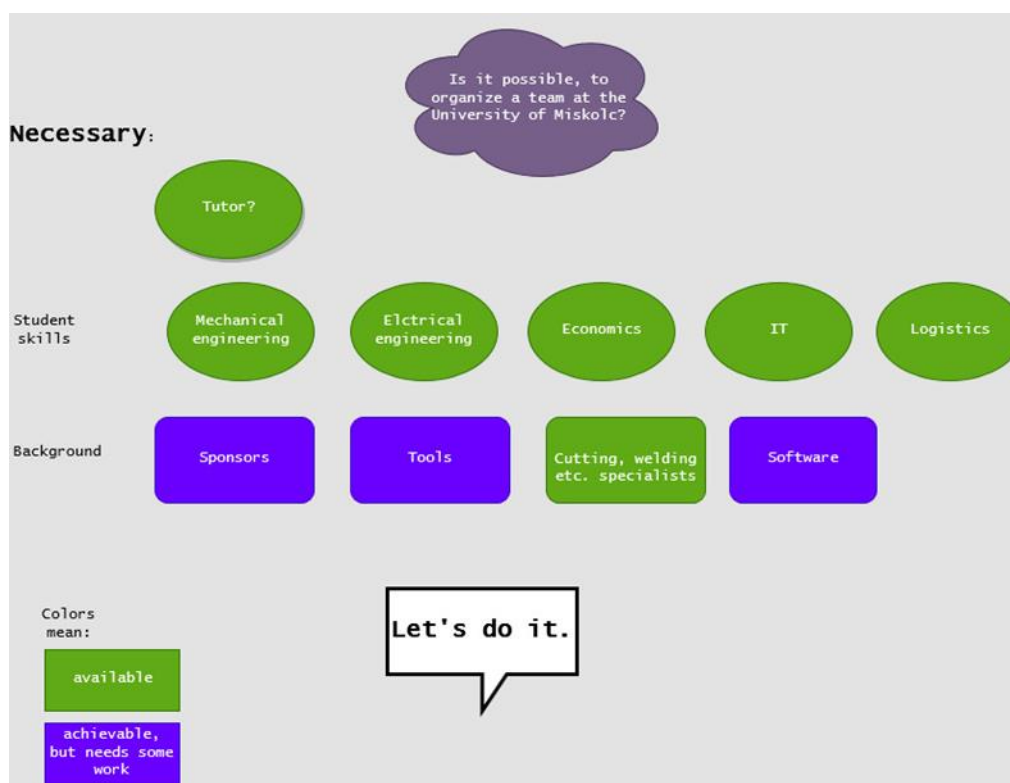 Is it possible, to
organize a team at the
University of Miskolc?
Necessary:
Tutor?
Student
skills
Mechanical
engineering
Elctrical
engineering
Economics
IT
Logistics
Background
Sponsors
Tools
Cutting, welding
etc. specialists
Software
Let's do it.
Colors
mean:
available
achievable,
but needs some
work